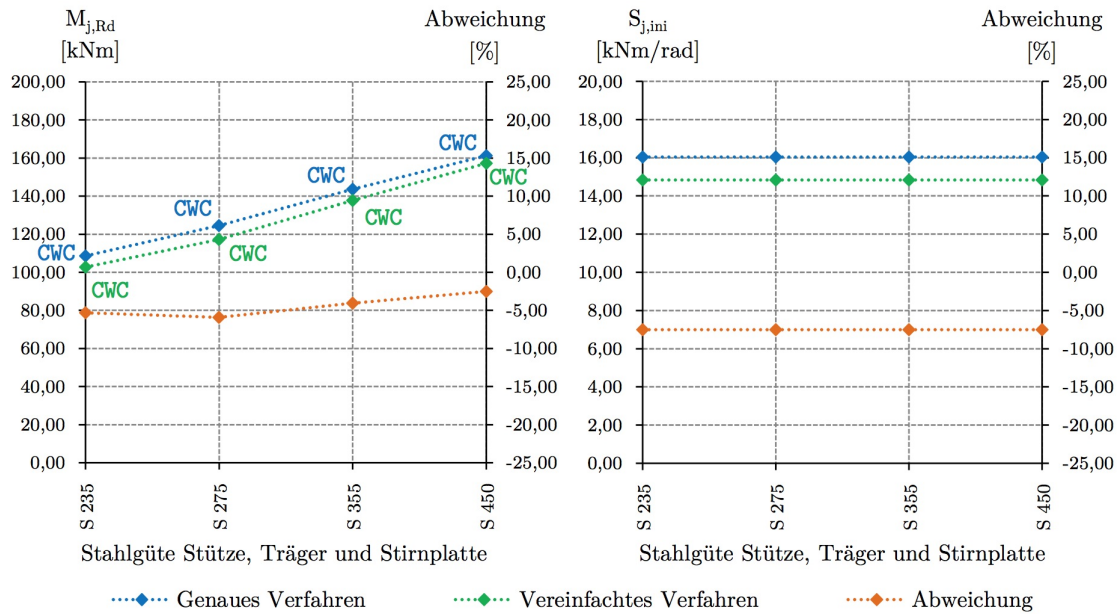 M_j,Rd
[kNm]
Abweichung
[%]
200,00
180,00
160,00
140,00
120,00
100,00
80,00
60,00
40,00
20,00
0,00
25,00
20,00
15,00
10,00
5,00
0,00
-5,00
-10,00
-15,00
-20,00
-25,00
CWC
CWC
CWC
CWC
CWC
CWC
CWC
CWC
S 235
S 275
S 355
S 450
Stahlgüte Stütze, Träger und Stirnplatte
S_j,ini
[kNm/rad]
Abweichung
[%]
20,00
18,00
16,00
14,00
12,00
10,00
8,00
6,00
4,00
2,00
0,00
25,00
20,00
15,00
10,00
5,00
0,00
-5,00
-10,00
-15,00
-20,00
-25,00
S 235
S 275
S 355
S 450
Stahlgüte Stütze, Träger und Stirnplatte
Genaues Verfahren
Vereinfachtes Verfahren
Abweichung